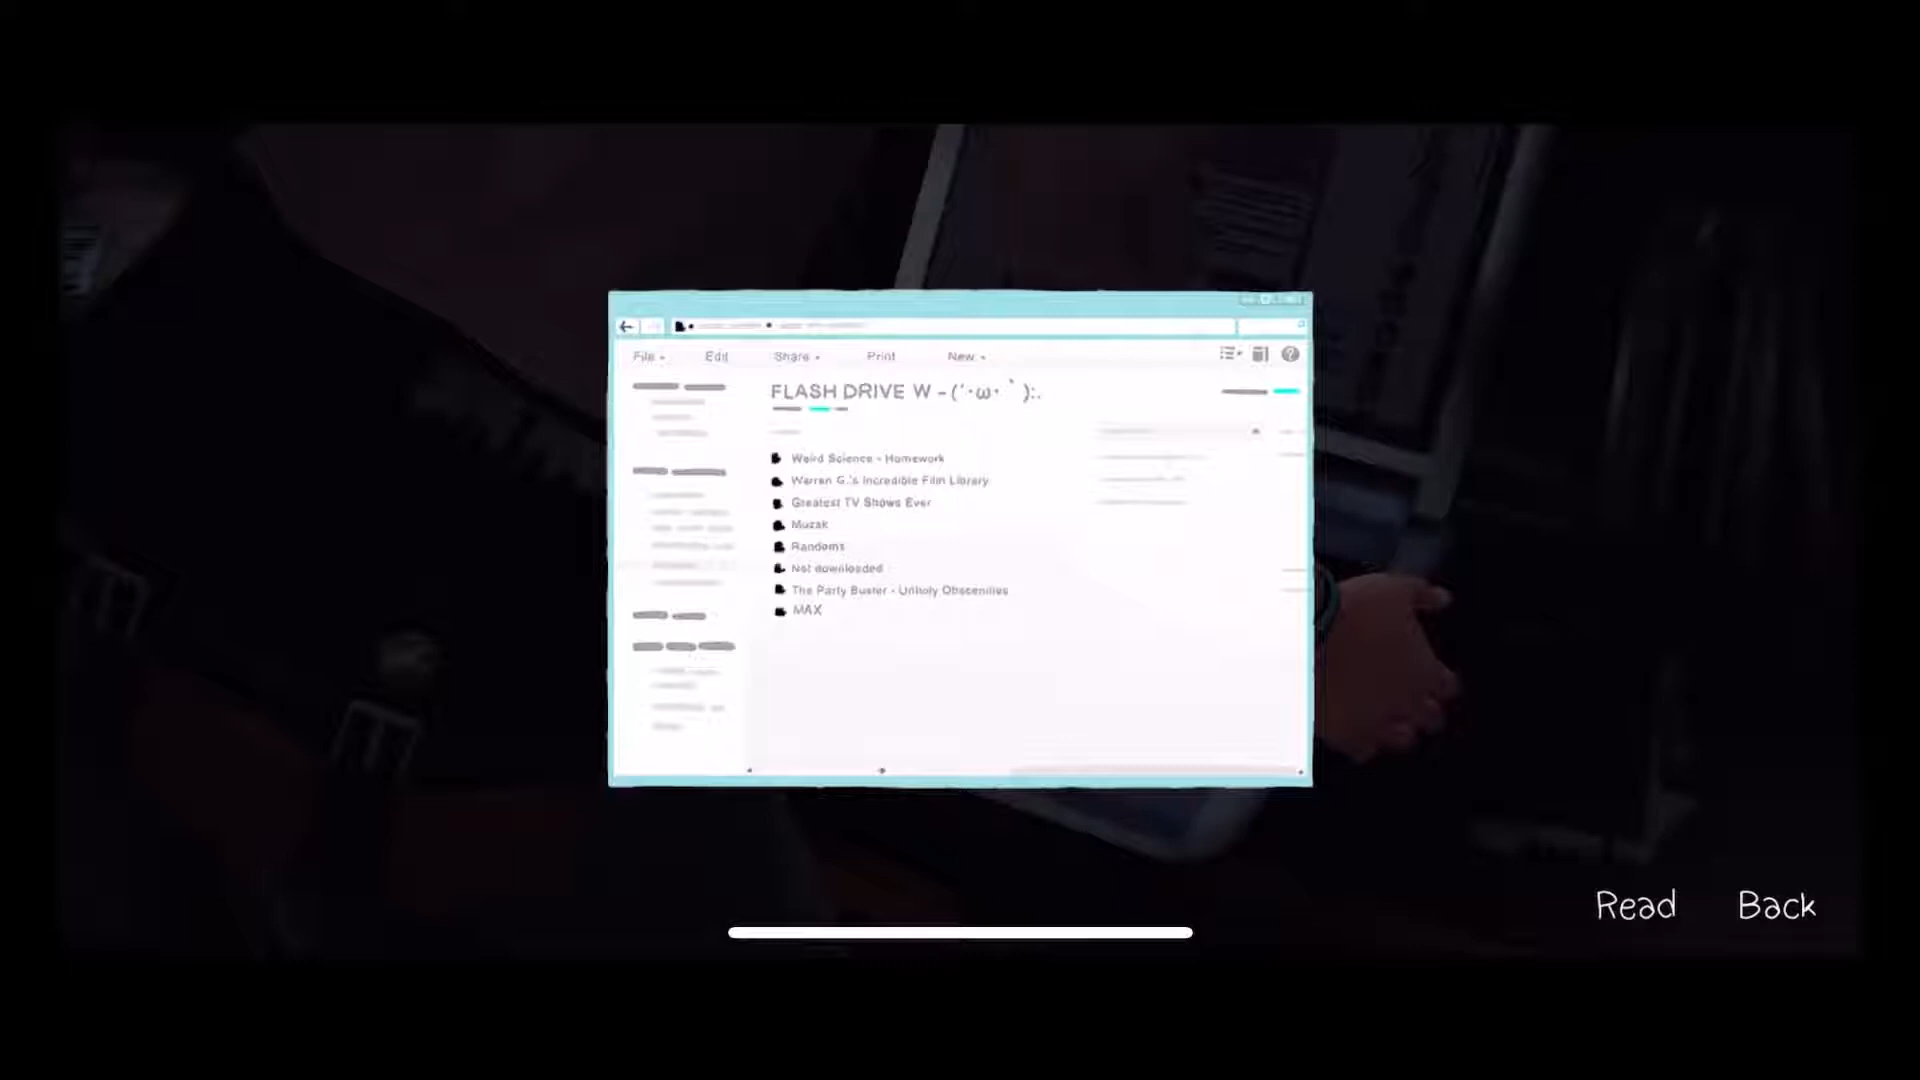 File Edit Share Print New
FLASH DRIVE W - (´･ω･`):.
Weird Science - Homework
Warren G.'s Incredible Film Library
Greatest TV Shows Ever
Muzak
Randoms
Not downloaded
The Party Buster - Unholy Obscenities
MAX
Read Back